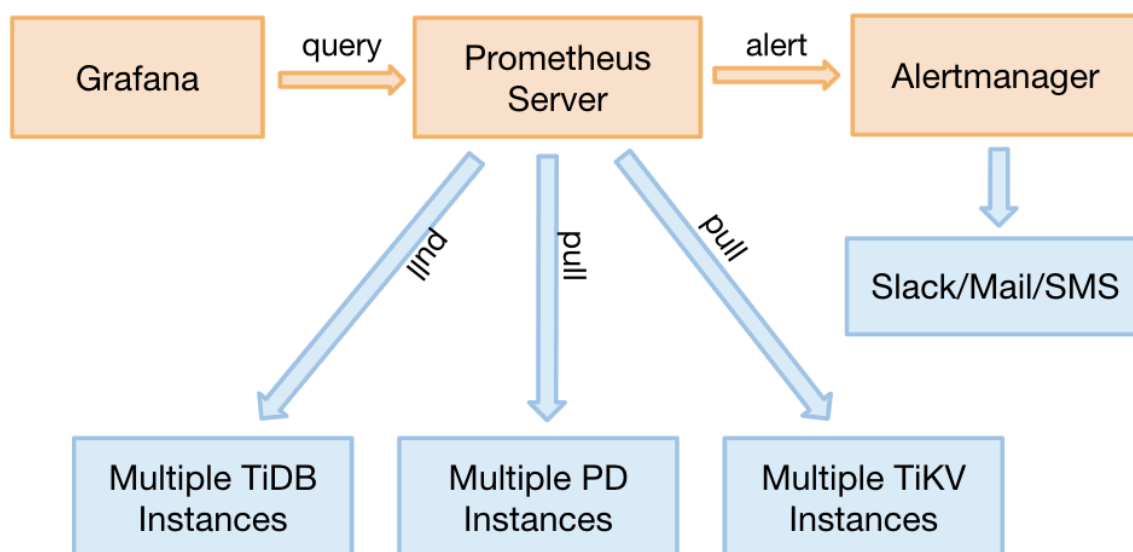 query
alert
Grafana
Prometheus
Server
Alertmanager
pull
pull
pull
Slack/Mail/SMS
Multiple TiDB
Instances
Multiple PD
Instances
Multiple TiKV
Instances